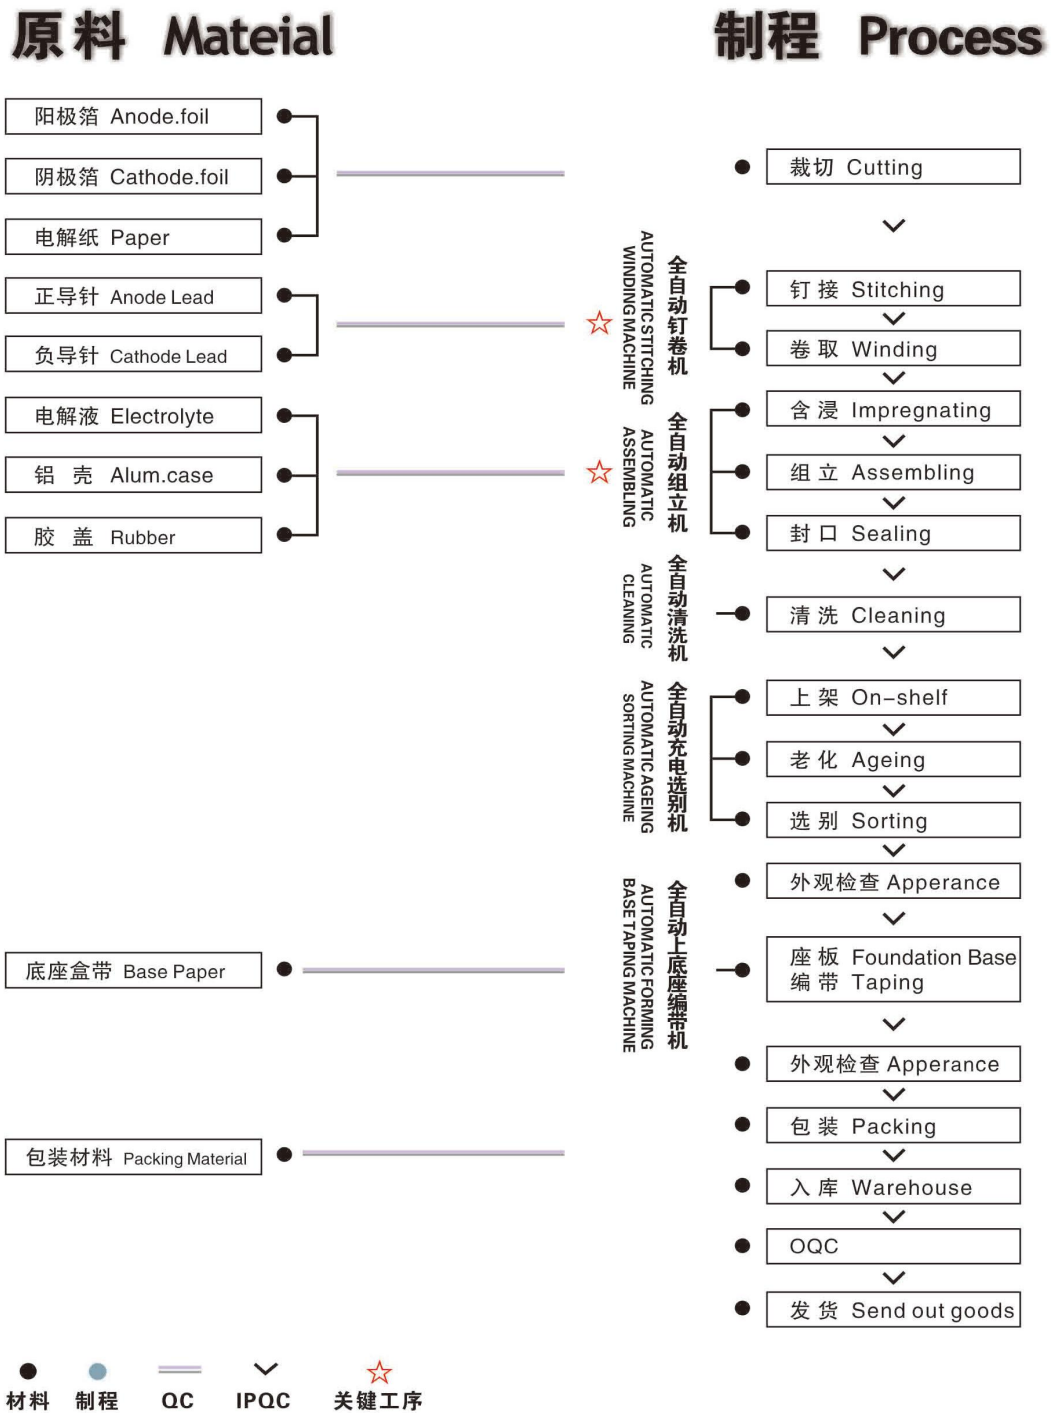 原料 Mateial
制程 Process
阳极箔 Anode.foil
阴极箔 Cathode.foil
电解纸 Paper
正导针 Anode Lead
负导针 Cathode Lead
电解液 Electrolyte
铝 壳 Alum.case
胶 盖 Rubber
底座盒带 Base Paper
包装材料 Packing Material
全自动钉卷机
AUTOMATIC STITCHING
WINDING MACHINE
全自动组立机
AUTOMATIC
ASSEMBLING
全自动清洗机
AUTOMATIC
CLEANING
全自动充电选别机
AUTOMATIC AGEING
SORTING MACHINE
全自动上底座编带机
AUTOMATIC FORMING
BASE TAPING MACHINE
裁切 Cutting
钉接 Stitching
卷取 Winding
含浸 Impregnating
组立 Assembling
封口 Sealing
清洗 Cleaning
上架 On-shelf
老化 Ageing
选别 Sorting
外观检查 Apperance
座板 Foundation Base
编带 Taping
外观检查 Apperance
包装 Packing
入库 Warehouse
OQC
发货 Send out goods
材料 制程 QC IPQC 关键工序